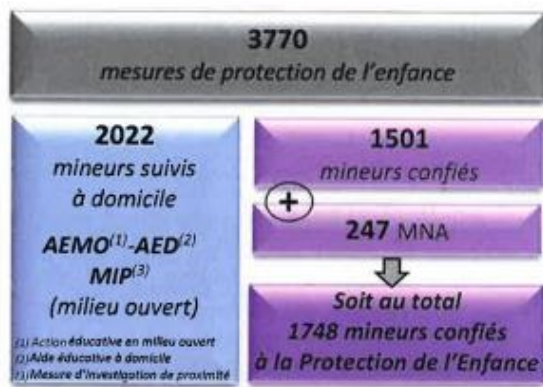 3770
mesures de protection de l'enfance
2022
mineurs suivis
à domicile
AEMO(1)-AED(2)
MIP(3)
(milieu ouvert)
(1) Action éducative en milieu ouvert
(2) Aide éducative à domicile
(3) Mesure d'investigation de proximité
1501
mineurs confiés
+
247 MNA
Soit au total
1748 mineurs confiés
à la Protection de l'Enfance